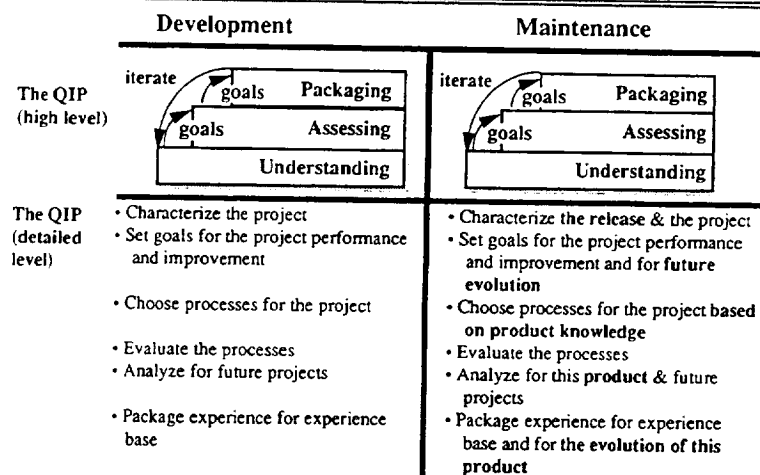 Development
Maintenance
The QIP
(high level)
iterate
goals
Packaging
goals
Assessing
Understanding
iterate
goals
Packaging
goals
Assessing
Understanding
The QIP
(detailed
level)
• Characterize the project
• Set goals for the project performance
and improvement
• Choose processes for the project
• Evaluate the processes
• Analyze for future projects
• Package experience for experience
base
• Characterize the release & the project
• Set goals for the project performance
and improvement and for future
evolution
• Choose processes for the project based
on product knowledge
• Evaluate the processes
• Analyze for this product & future
projects
• Package experience for experience
base and for the evolution of this
product